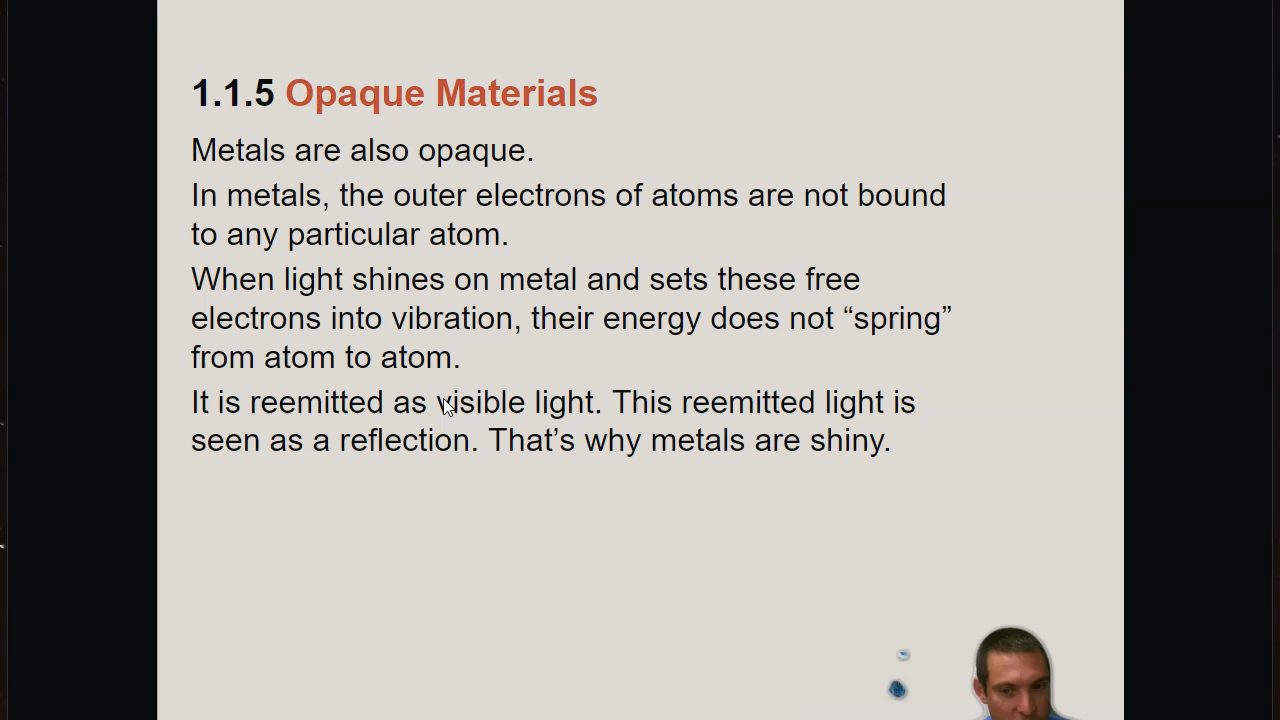 1.1.5 Opaque Materials
Metals are also opaque.
In metals, the outer electrons of atoms are not bound
to any particular atom.
When light shines on metal and sets these free
electrons into vibration, their energy does not “spring”
from atom to atom.
It is reemitted as visible light. This reemitted light is
seen as a reflection. That’s why metals are shiny.